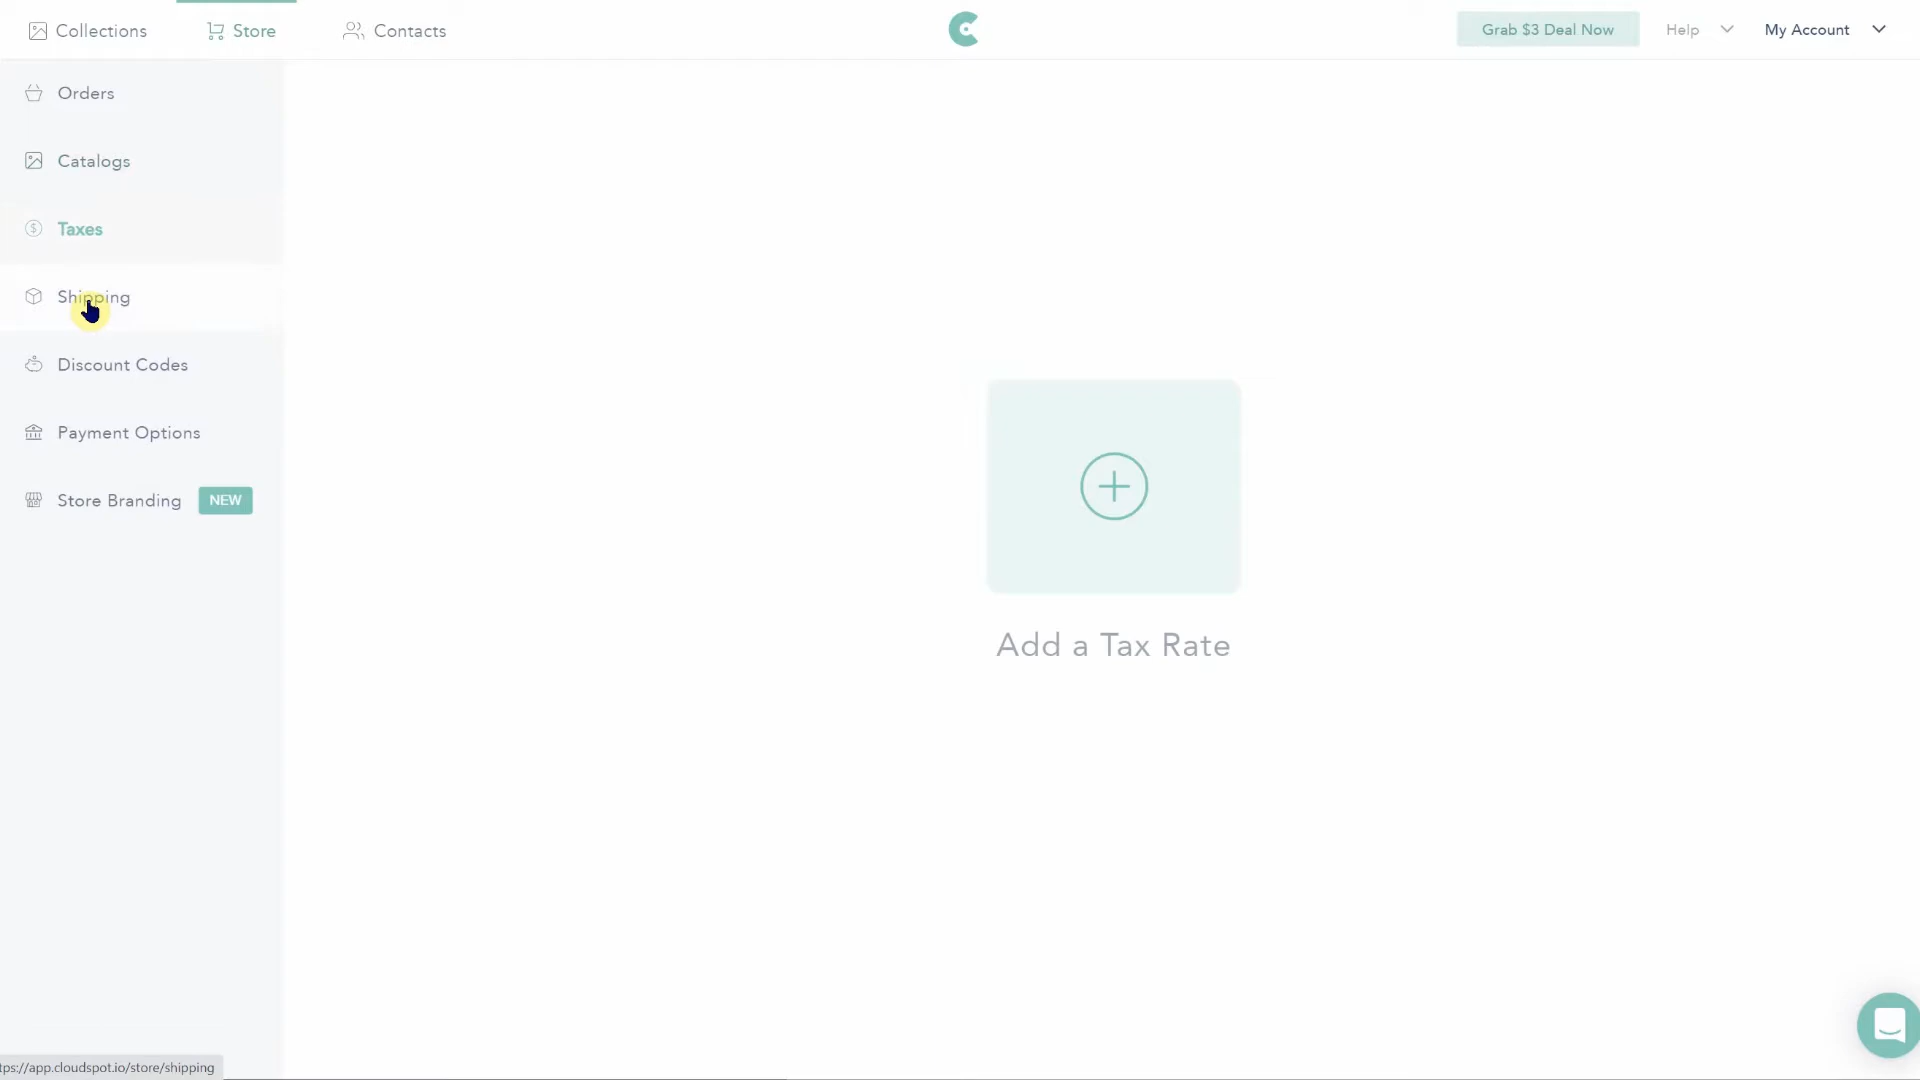 Collections
Store
Contacts
Grab $3 Deal Now
Help
My Account
Orders
Catalogs
Taxes
Shipping
Discount Codes
Payment Options
Store Branding NEW
Add a Tax Rate
tps://app.cloudspot.io/store/shipping